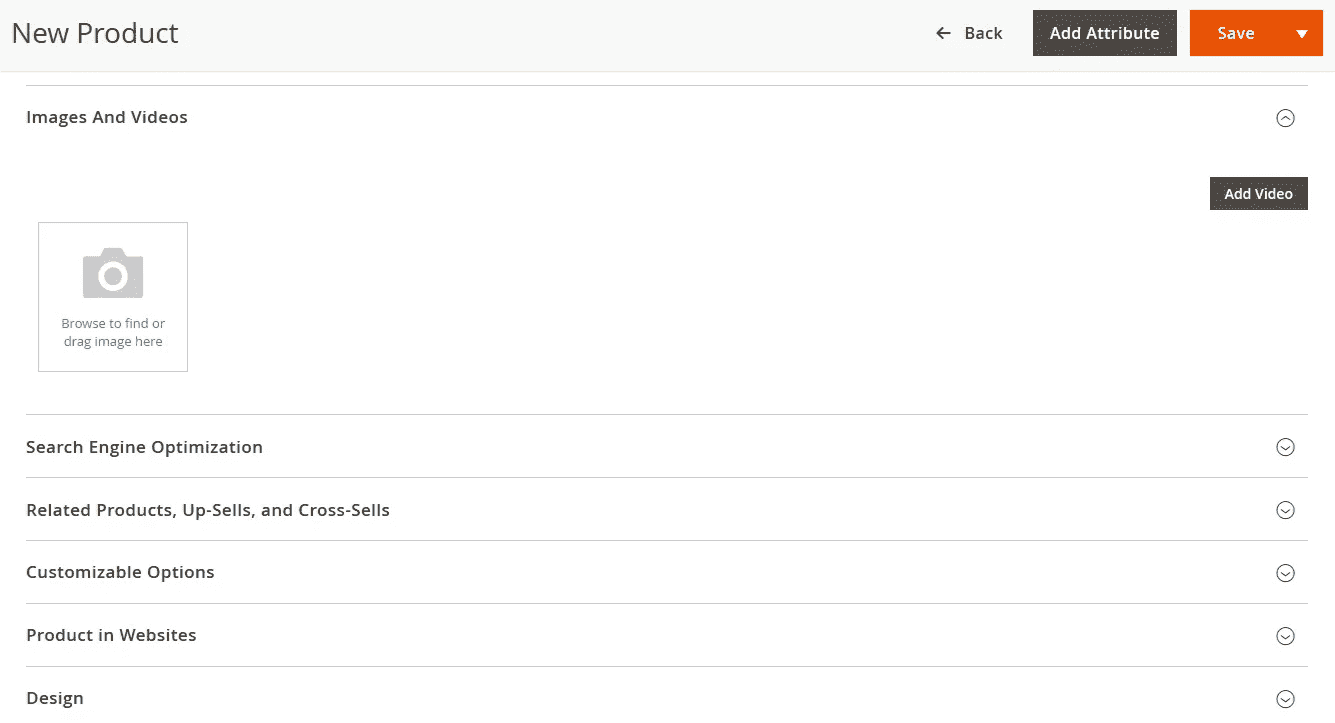 New Product
Back
Add Attribute
Save
Images And Videos
Add Video
Browse to find or
drag image here
Search Engine Optimization
Related Products, Up-Sells, and Cross-Sells
Customizable Options
Product in Websites
Design